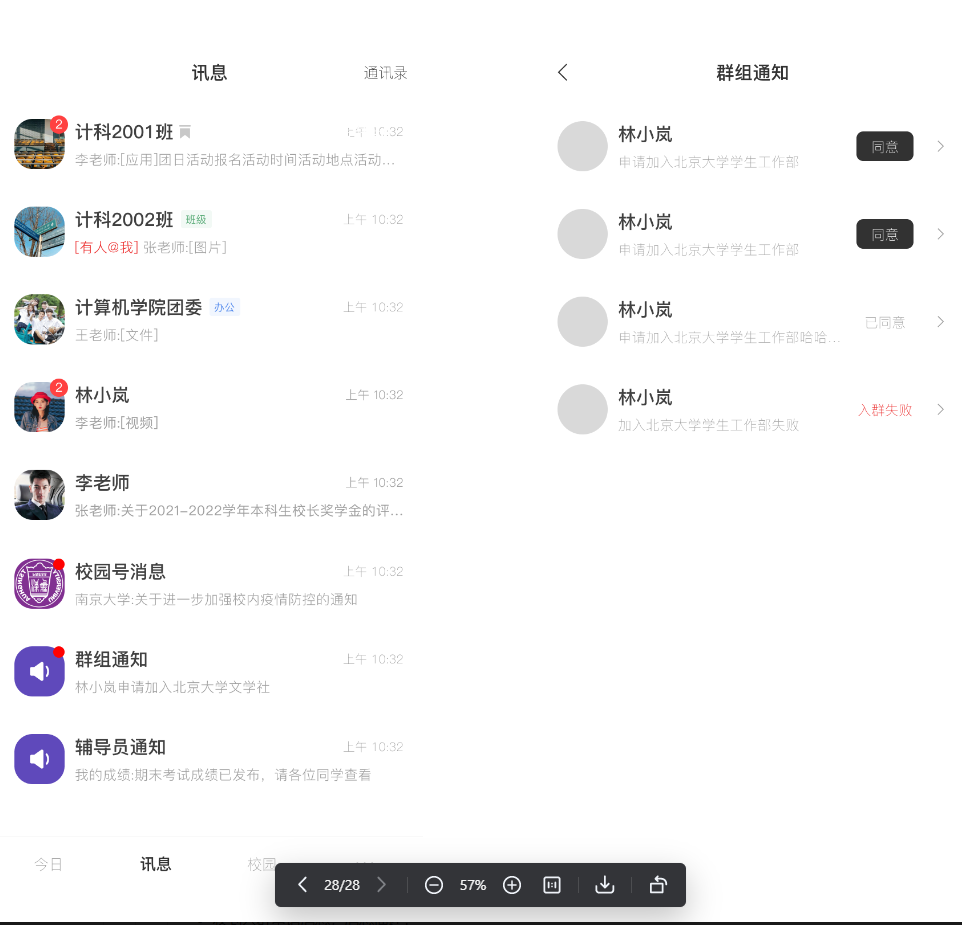 讯息
通讯录
2
计科2001班
上午 10:32
李老师:[应用]团日活动报名活动时间活动地点活动...
计科2002班
班級
上午 10:32
[有人@我] 张老师:[图片]
计算机学院团委
办公
上午 10:32
王老师:[文件]
2
林小岚
上午 10:32
李老师:[视频]
李老师
上午 10:32
张老师:关于2021-2022学年本科生校长奖学金的评...
校园号消息
上午 10:32
南京大学:关于进一步加强校内疫情防控的通知
群组通知
上午 10:32
林小岚申请加入北京大学文学社
辅导员通知
上午 10:32
我的成绩:期末考试成绩已发布，请各位同学查看
今日
讯息
校园
群组通知
林小岚
申请加入北京大学学生工作部
同意
林小岚
申请加入北京大学学生工作部
同意
林小岚
申请加入北京大学学生工作部哈哈...
已同意
林小岚
加入北京大学学生工作部失败
入群失败
28/28
57%
1:1